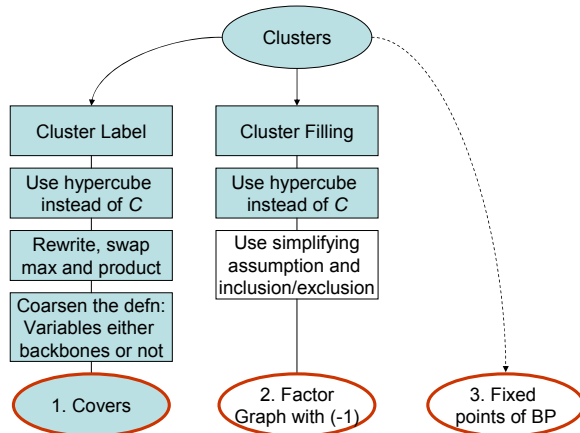 Clusters
Cluster Label
Cluster Filling
Use hypercube
instead of C
Use hypercube
instead of C
Rewrite, swap
max and product
Use simplifying
assumption and
inclusion/exclusion
Coarsen the defn:
Variables either
backbones or not
1. Covers
2. Factor
Graph with (-1)
3. Fixed
points of BP